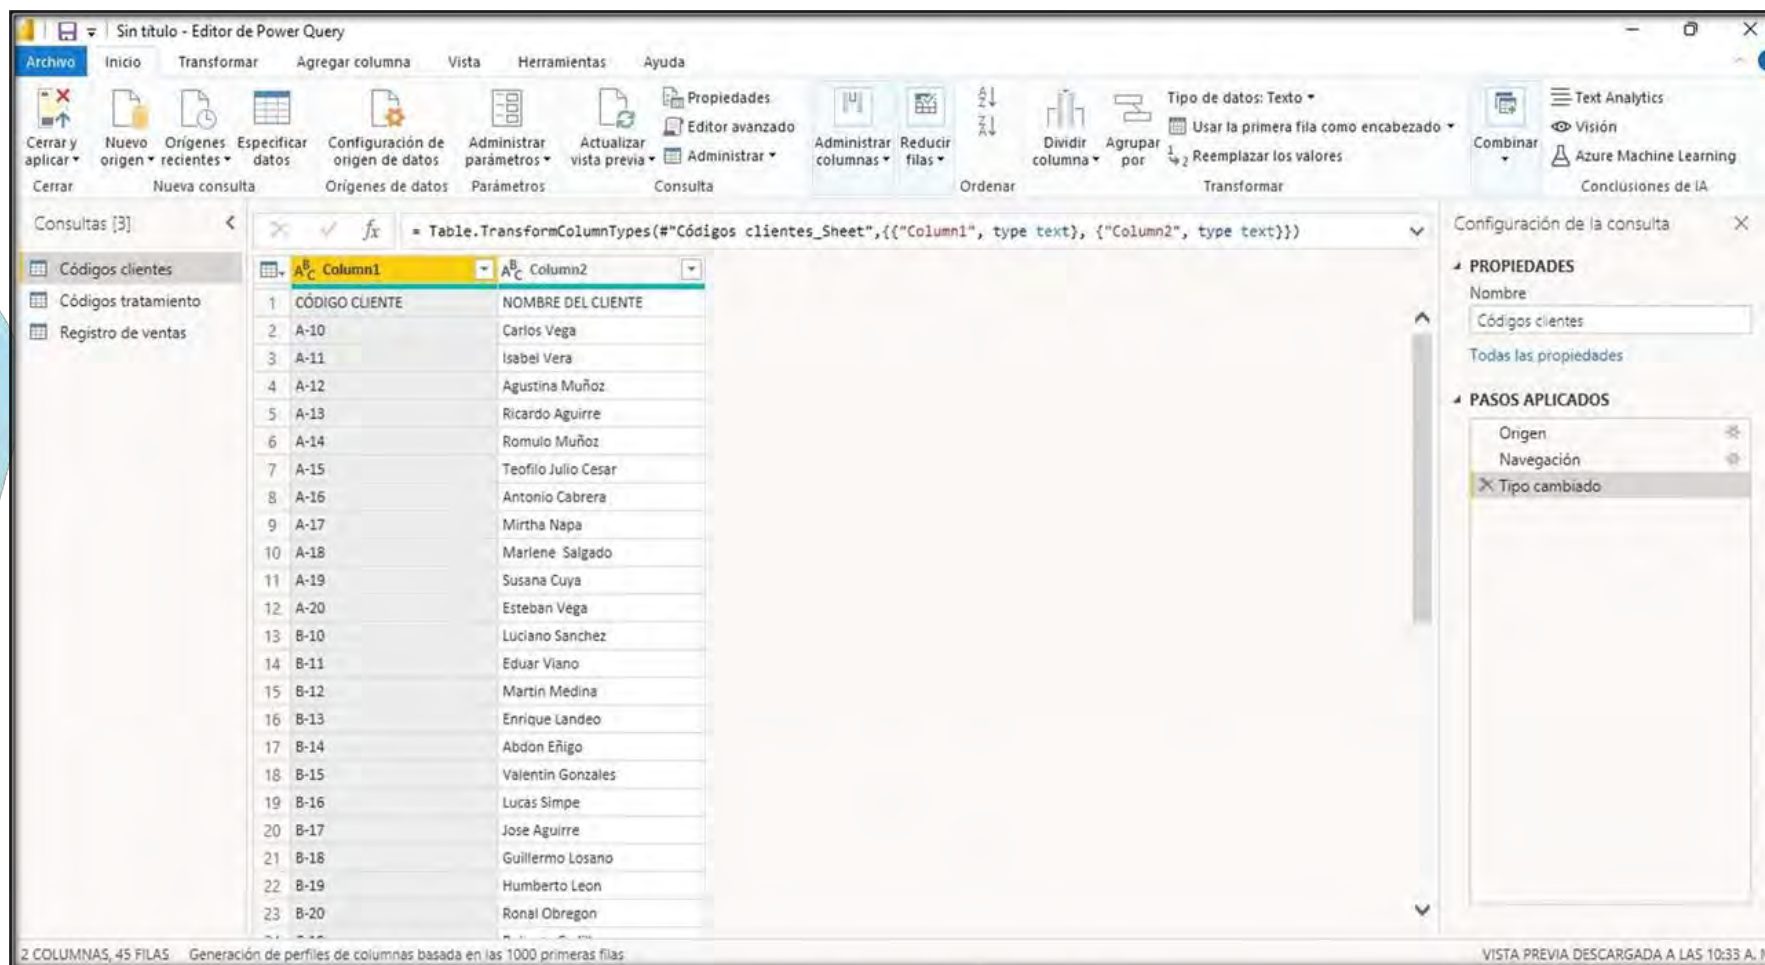 Sin título - Editor de Power Query
Archivo Inicio Transformar Agregar columna Vista Herramientas Ayuda
Cerrar y aplicar
Nuevo origen
Orígenes recientes
Especificar datos
Configuración de origen de datos
Administrar parámetros
Actualizar vista previa
Propiedades
Editor avanzado
Administrar
Administrar columnas
Reducir filas
Dividir columna
Agrupar por
Tipo de datos: Texto
Usar la primera fila como encabezado
Reemplazar los valores
Combinar
Text Analytics
Visión
Azure Machine Learning
Cerrar Nueva consulta Orígenes de datos Parámetros Consulta Ordenar Transformar Conclusiones de IA
Consultas [3]
Códigos clientes
Códigos tratamiento
Registro de ventas
fx = Table.TransformColumnTypes(#"Códigos clientes_Sheet",{{"Column1", type text}, {"Column2", type text}})
ABC Column1 ABC Column2
1 CÓDIGO CLIENTE NOMBRE DEL CLIENTE
2 A-10 Carlos Vega
3 A-11 Isabel Vera
4 A-12 Agustina Muñoz
5 A-13 Ricardo Aguirre
6 A-14 Romulo Muñoz
7 A-15 Teofilo Julio Cesar
8 A-16 Antonio Cabrera
9 A-17 Mirtha Napa
10 A-18 Marlene Salgado
11 A-19 Susana Cuya
12 A-20 Esteban Vega
13 B-10 Luciano Sanchez
14 B-11 Eduar Viano
15 B-12 Martin Medina
16 B-13 Enrique Landeo
17 B-14 Abdon Eñigo
18 B-15 Valentin Gonzales
19 B-16 Lucas Simpe
20 B-17 Jose Aguirre
21 B-18 Guillermo Losano
22 B-19 Humberto Leon
23 B-20 Ronal Obregon
Configuración de la consulta
PROPIEDADES
Nombre
Códigos clientes
Todas las propiedades
PASOS APLICADOS
Origen
Navegación
Tipo cambiado
2 COLUMNAS, 45 FILAS Generación de perfiles de columnas basada en las 1000 primeras filas
VISTA PREVIA DESCARGADA A LAS 10:33 A.